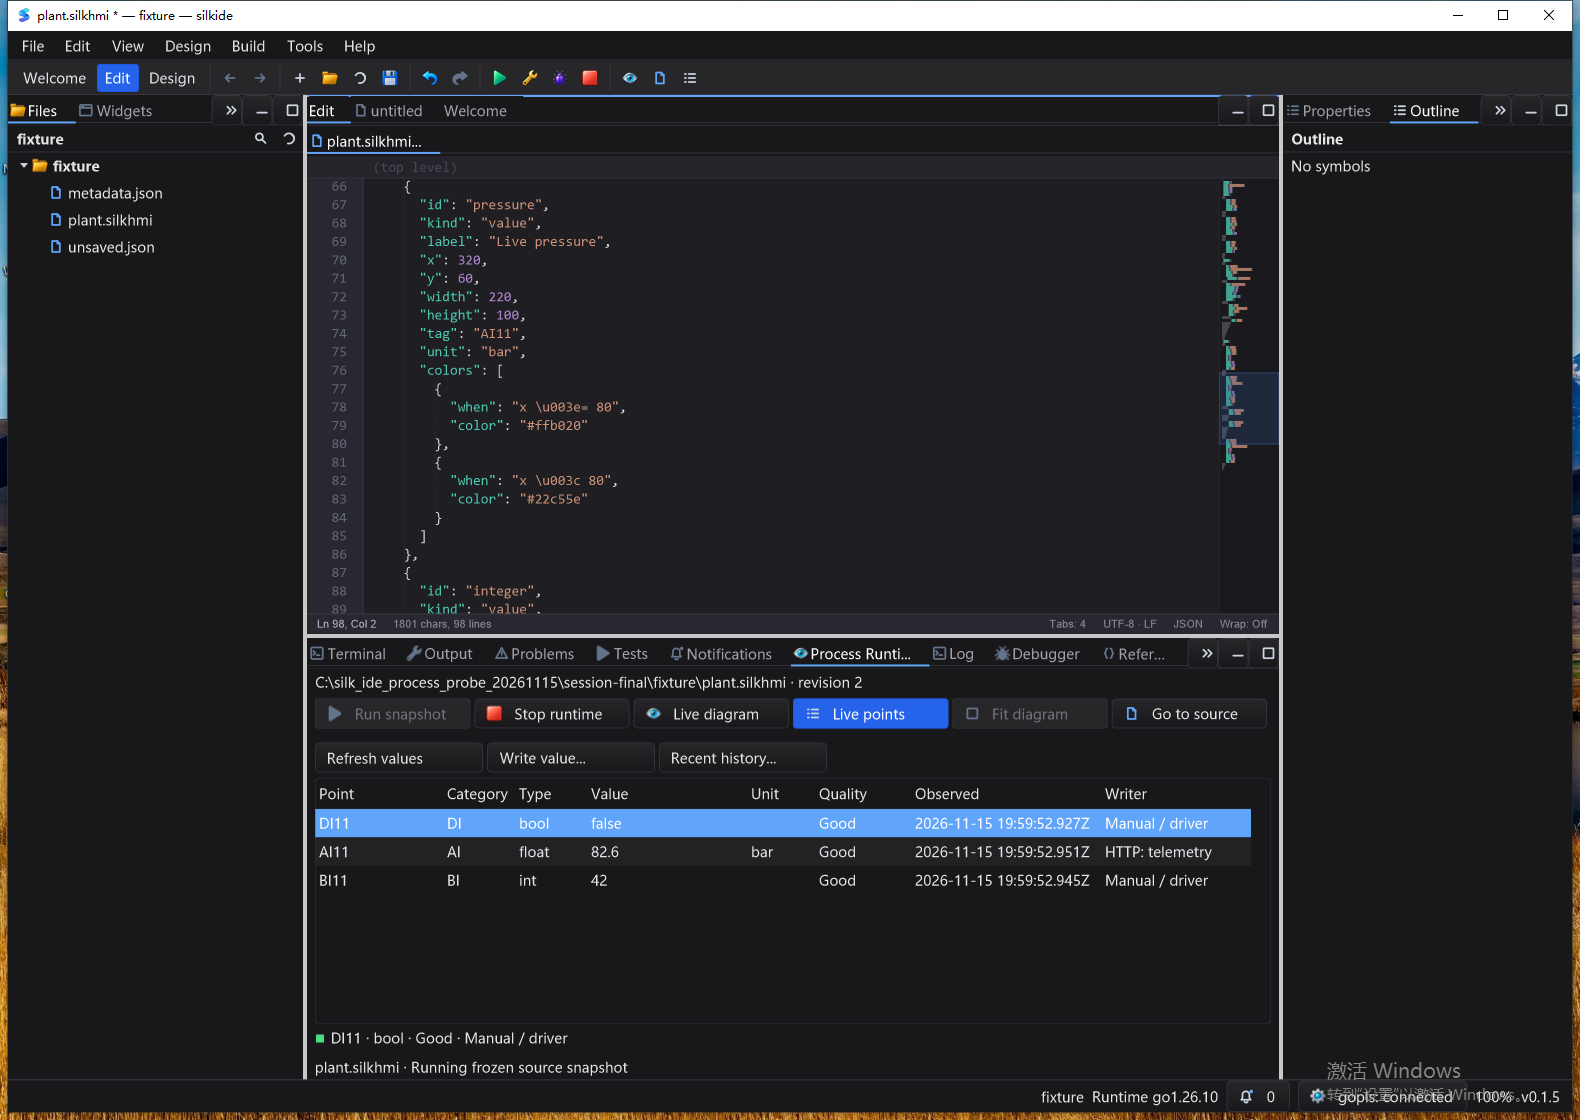 plant.silkhmi * — fixture — silkide
File Edit View Design Build Tools Help
Welcome Edit Design
Files Widgets
Edit untitled Welcome
Properties Outline
fixture
plant.silkhmi...
Outline
fixture
metadata.json
plant.silkhmi
unsaved.json
No symbols
(top level)
66 {
67 "id": "pressure",
68 "kind": "value",
69 "label": "Live pressure",
70 "x": 320,
71 "y": 60,
72 "width": 220,
73 "height": 100,
74 "tag": "AI11",
75 "unit": "bar",
76 "colors": [
77 {
78 "when": "x \u003e= 80",
79 "color": "#ffb020"
80 },
81 {
82 "when": "x \u003c 80",
83 "color": "#22c55e"
84 }
85 ]
86 },
87 {
88 "id": "integer",
89 "kind": "value",
Ln 98, Col 2 1801 chars, 98 lines Tabs: 4 UTF-8 · LF JSON Wrap: Off
Terminal Output Problems Tests Notifications Process Runti... Log Debugger Refer...
C:\silk_ide_process_probe_20261115\session-final\fixture\plant.silkhmi · revision 2
Run snapshot Stop runtime Live diagram Live points Fit diagram Go to source
Refresh values Write value... Recent history...
Point Category Type Value Unit Quality Observed Writer
DI11 DI bool false Good 2026-11-15 19:59:52.927Z Manual / driver
AI11 AI float 82.6 bar Good 2026-11-15 19:59:52.951Z HTTP: telemetry
BI11 BI int 42 Good 2026-11-15 19:59:52.945Z Manual / driver
DI11 · bool · Good · Manual / driver
plant.silkhmi · Running frozen source snapshot
激活 Windows
转到"设置"以激活 Windows。
fixture Runtime go1.26.10 0 gopls: connected 100% v0.1.5